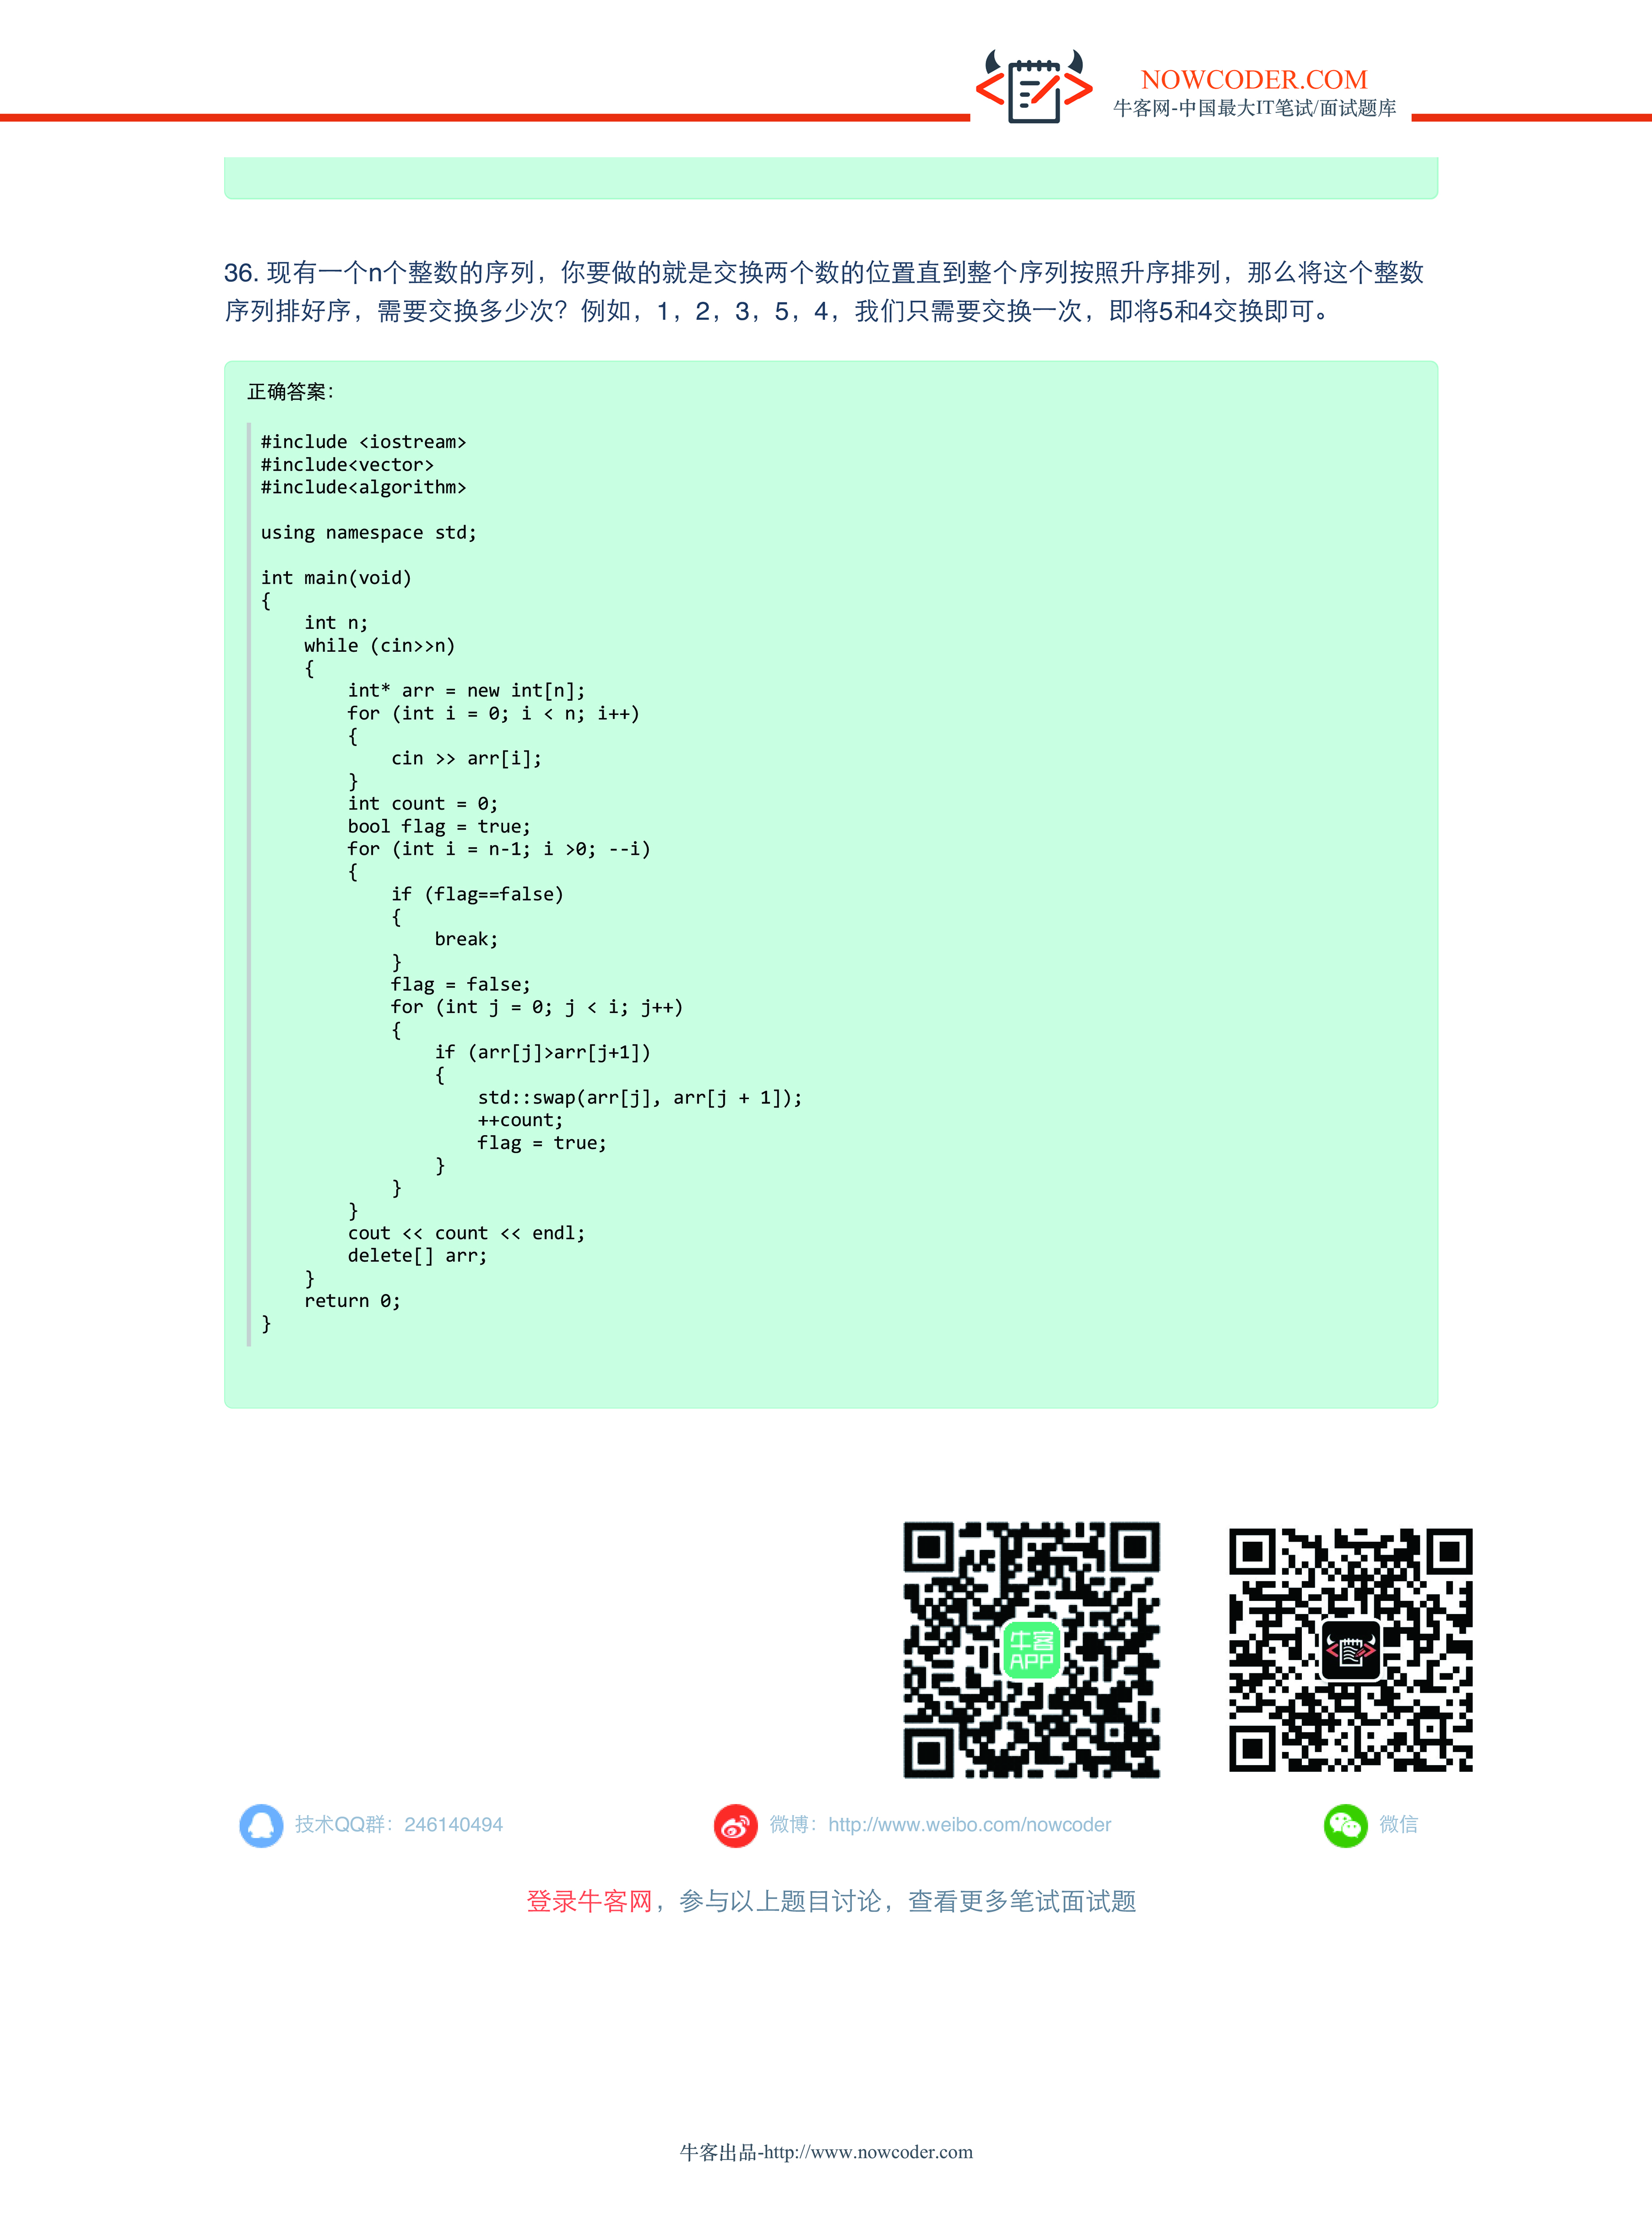 NOWCODER.COM
牛客网-中国最大IT笔试/面试题库
36. 现有一个n个整数的序列，你要做的就是交换两个数的位置直到整个序列按照升序排列，那么将这个整数
序列排好序，需要交换多少次？例如，1，2，3，5，4，我们只需要交换一次，即将5和4交换即可。
正确答案：
#include <iostream>
#include<vector>
#include<algorithm>
using namespace std;
int main(void)
{
    int n;
    while (cin>>n)
    {
        int* arr = new int[n];
        for (int i = 0; i < n; i++)
        {
            cin >> arr[i];
        }
        int count = 0;
        bool flag = true;
        for (int i = n-1; i >0; --i)
        {
            if (flag==false)
            {
                break;
            }
            flag = false;
            for (int j = 0; j < i; j++)
            {
                if (arr[j]>arr[j+1])
                {
                    std::swap(arr[j], arr[j + 1]);
                    ++count;
                    flag = true;
                }
            }
        }
        cout << count << endl;
        delete[] arr;
    }
    return 0;
}
牛客
APP
技术QQ群：246140494
微博：http://www.weibo.com/nowcoder
微信
登录牛客网，参与以上题目讨论，查看更多笔试面试题
牛客出品-http://www.nowcoder.com